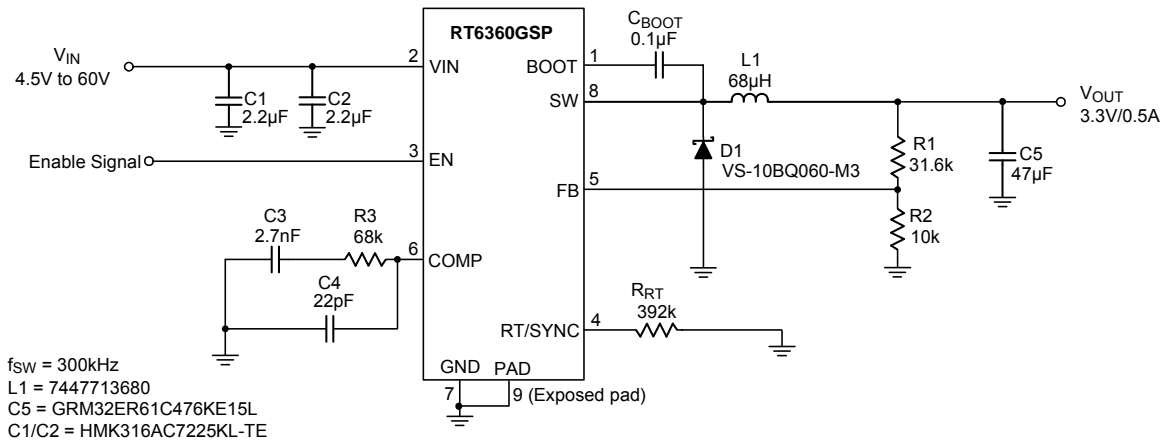 RT6360GSP
VIN
4.5V to 60V
2
VIN
C1
2.2µF
C2
2.2µF
Enable Signal
3
EN
C3
2.7nF
R3
68k
6
COMP
C4
22pF
BOOT
1
CBOOT
0.1µF
SW
8
L1
68µH
VOUT
3.3V/0.5A
D1
VS-10BQ060-M3
R1
31.6k
C5
47µF
FB
5
R2
10k
RT/SYNC
4
RRT
392k
GND
PAD
7
9 (Exposed pad)
fSW = 300kHz
L1 = 7447713680
C5 = GRM32ER61C476KE15L
C1/C2 = HMK316AC7225KL-TE